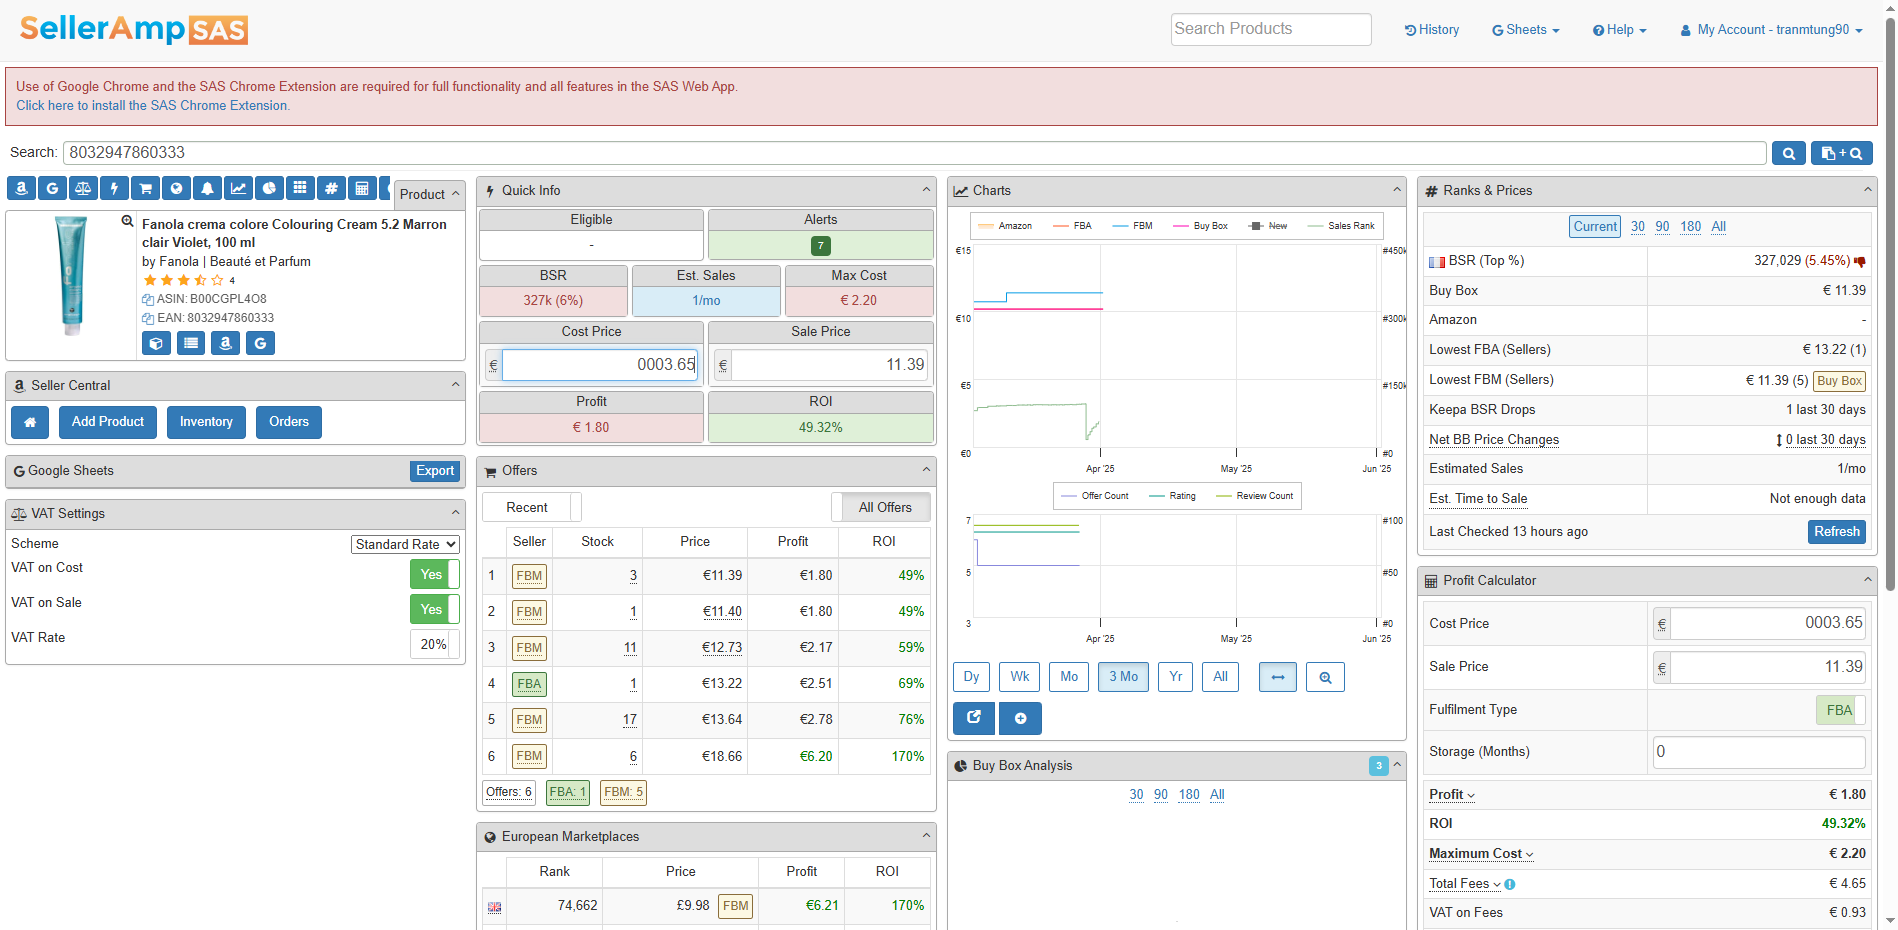 SellerAmp SAS
Search Products
History
Sheets
Help
My Account - tranmtung90
Use of Google Chrome and the SAS Chrome Extension are required for full functionality and all features in the SAS Web App.
Click here to install the SAS Chrome Extension.
Search: 8032947860333
Product
Fanola crema colore Colouring Cream 5.2 Marron
clair Violet, 100 ml
by Fanola | Beauté et Parfum
4
ASIN: B00CGPL4O8
EAN: 8032947860333
Seller Central
Add Product Inventory Orders
Google Sheets Export
VAT Settings
Scheme Standard Rate
VAT on Cost Yes
VAT on Sale Yes
VAT Rate 20%
Quick Info
Eligible Alerts
- 7
BSR Est. Sales Max Cost
327k (6%) 1/mo € 2.20
Cost Price Sale Price
€ 0003.65 € 11.39
Profit ROI
€ 1.80 49.32%
Offers
Recent All Offers
Seller Stock Price Profit ROI
1 FBM 3 €11.39 €1.80 49%
2 FBM 1 €11.40 €1.80 49%
3 FBM 11 €12.73 €2.17 59%
4 FBA 1 €13.22 €2.51 69%
5 FBM 17 €13.64 €2.78 76%
6 FBM 6 €18.66 €6.20 170%
Offers: 6 FBA: 1 FBM: 5
European Marketplaces
Rank Price Profit ROI
74,662 £9.98 FBM €6.21 170%
Charts
Amazon FBA FBM Buy Box New Sales Rank
€15 #450k
€10 #300k
€5 #150k
€0 #0
Apr '25 May '25 Jun '25
Offer Count Rating Review Count
7 #100
5 #50
3 #0
Apr '25 May '25 Jun '25
Dy Wk Mo 3 Mo Yr All
Buy Box Analysis 3
30 90 180 All
Ranks & Prices
Current 30 90 180 All
BSR (Top %) 327,029 (5.45%)
Buy Box € 11.39
Amazon -
Lowest FBA (Sellers) € 13.22 (1)
Lowest FBM (Sellers) € 11.39 (5) Buy Box
Keepa BSR Drops 1 last 30 days
Net BB Price Changes 0 last 30 days
Estimated Sales 1/mo
Est. Time to Sale Not enough data
Last Checked 13 hours ago Refresh
Profit Calculator
Cost Price € 0003.65
Sale Price € 11.39
Fulfilment Type FBA
Storage (Months) 0
Profit € 1.80
ROI 49.32%
Maximum Cost € 2.20
Total Fees € 4.65
VAT on Fees € 0.93